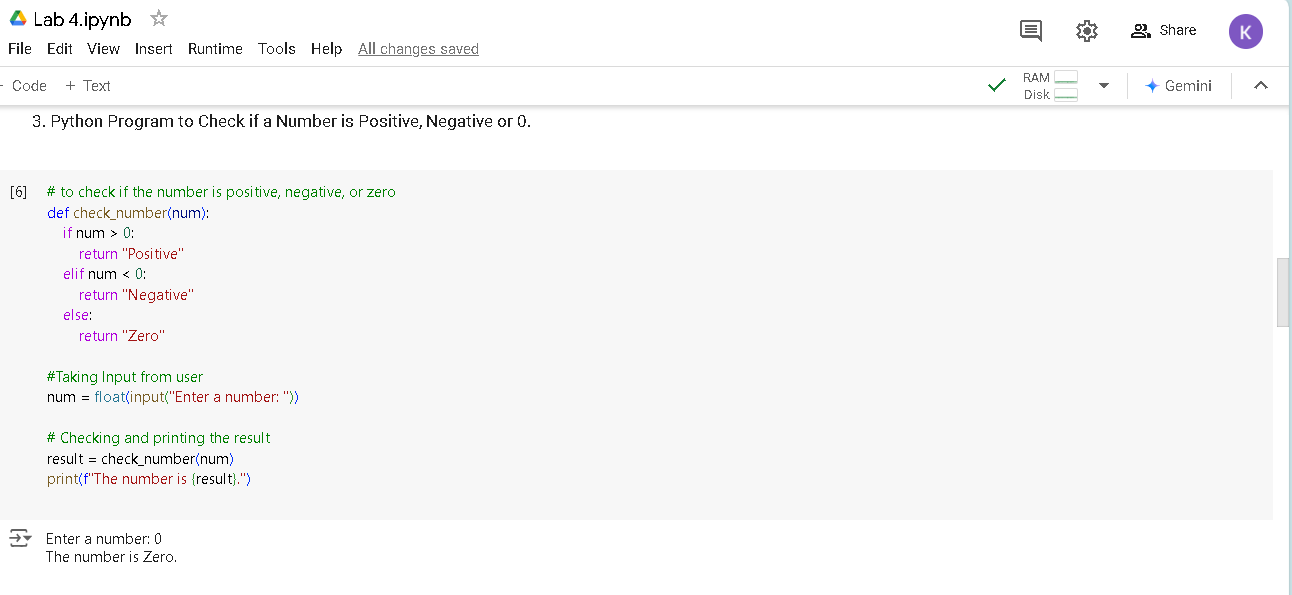 Lab 4.ipynb
File Edit View Insert Runtime Tools Help All changes saved
Share
K
Code + Text
RAM
Disk
Gemini
3. Python Program to Check if a Number is Positive, Negative or 0.
[6] # to check if the number is positive, negative, or zero
def check_number(num):
    if num > 0:
        return "Positive"
    elif num < 0:
        return "Negative"
    else:
        return "Zero"
#Taking Input from user
num = float(input("Enter a number: "))
# Checking and printing the result
result = check_number(num)
print(f"The number is {result}.")
Enter a number: 0
The number is Zero.